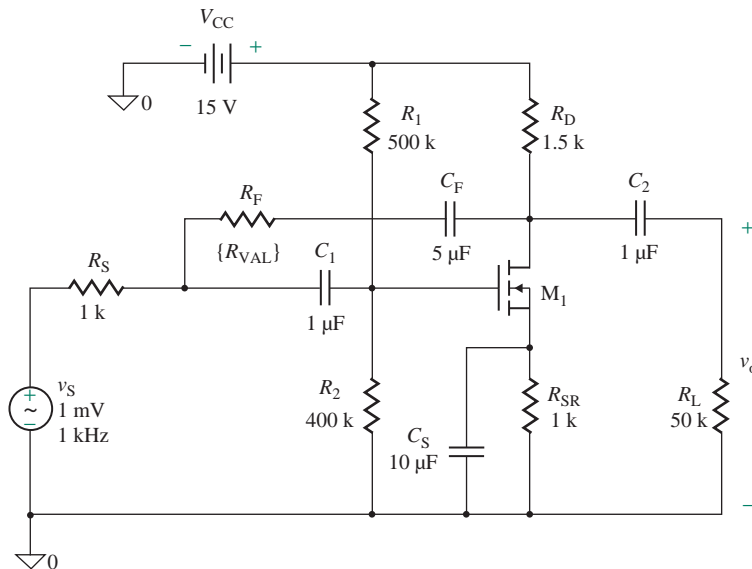 V_CC
− +
0
15 V
R_1
500 k
R_D
1.5 k
R_F
C_F
C_2
{R_VAL}
5 μF
1 μF
+
R_S
1 k
C_1
1 μF
M_1
v_S
+
~
−
1 mV
1 kHz
R_2
400 k
C_S
10 μF
R_SR
1 k
R_L
50 k
−
0